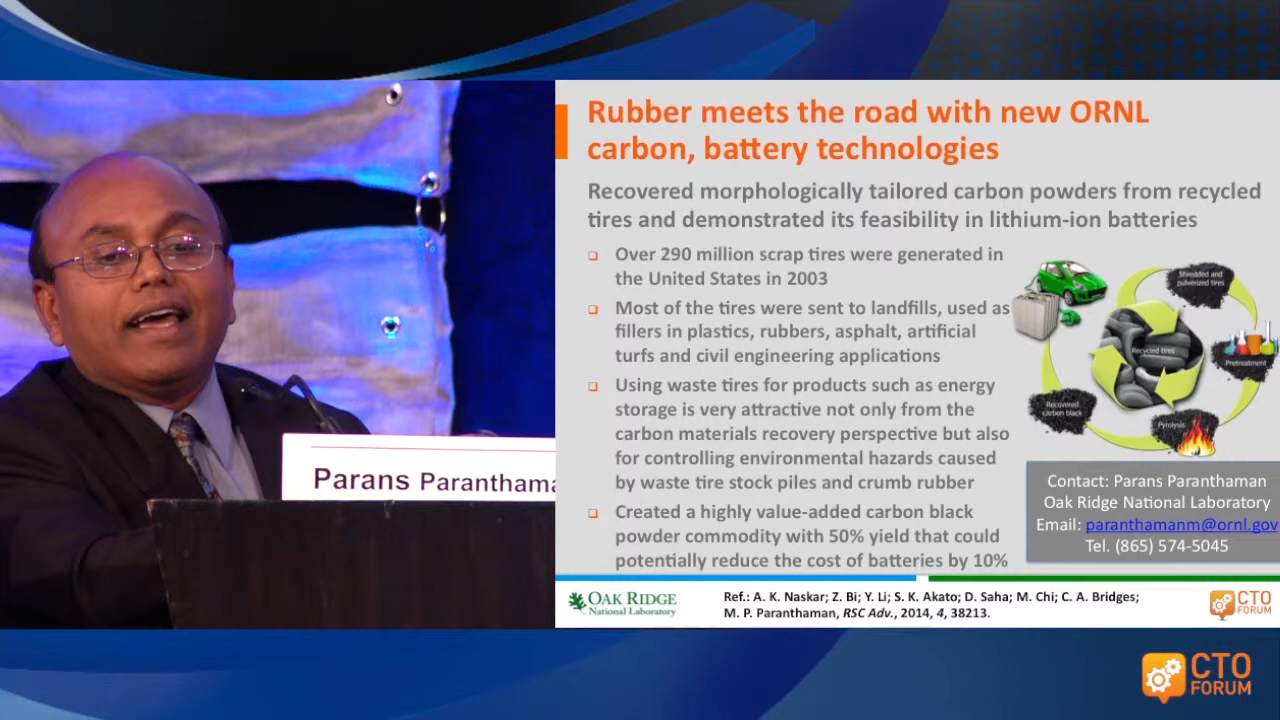 Parans Paranthama
Rubber meets the road with new ORNL
carbon, battery technologies
Recovered morphologically tailored carbon powders from recycled
tires and demonstrated its feasibility in lithium-ion batteries
Over 290 million scrap tires were generated in
the United States in 2003
Most of the tires were sent to landfills, used as
fillers in plastics, rubbers, asphalt, artificial
turfs and civil engineering applications
Using waste tires for products such as energy
storage is very attractive not only from the
carbon materials recovery perspective but also
for controlling environmental hazards caused
by waste tire stock piles and crumb rubber
Created a highly value-added carbon black
powder commodity with 50% yield that could
potentially reduce the cost of batteries by 10%
Shredded and
pulverized tires
Recycled tires
Pretreatment
Recovered
carbon black
Pyrolysis
Contact: Parans Paranthaman
Oak Ridge National Laboratory
Email: paranthamanm@ornl.gov
Tel. (865) 574-5045
OAK RIDGE
National Laboratory
Ref.: A. K. Naskar; Z. Bi; Y. Li; S. K. Akato; D. Saha; M. Chi; C. A. Bridges;
M. P. Paranthaman, RSC Adv., 2014, 4, 38213.
CTO
FORUM
CTO
FORUM